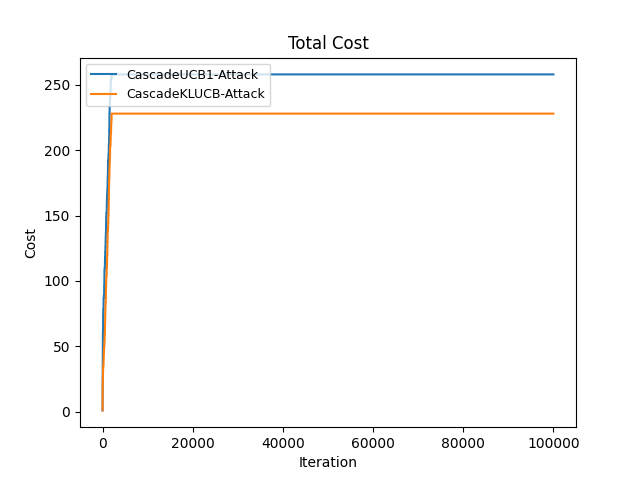 Total Cost
CascadeUCB1-Attack
CascadeKLUCB-Attack
250
200
150
100
50
0
Cost
0 20000 40000 60000 80000 100000
Iteration